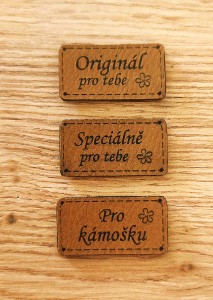 Originál
pro tebe
Speciálně
pro tebe
Pro
kámošku